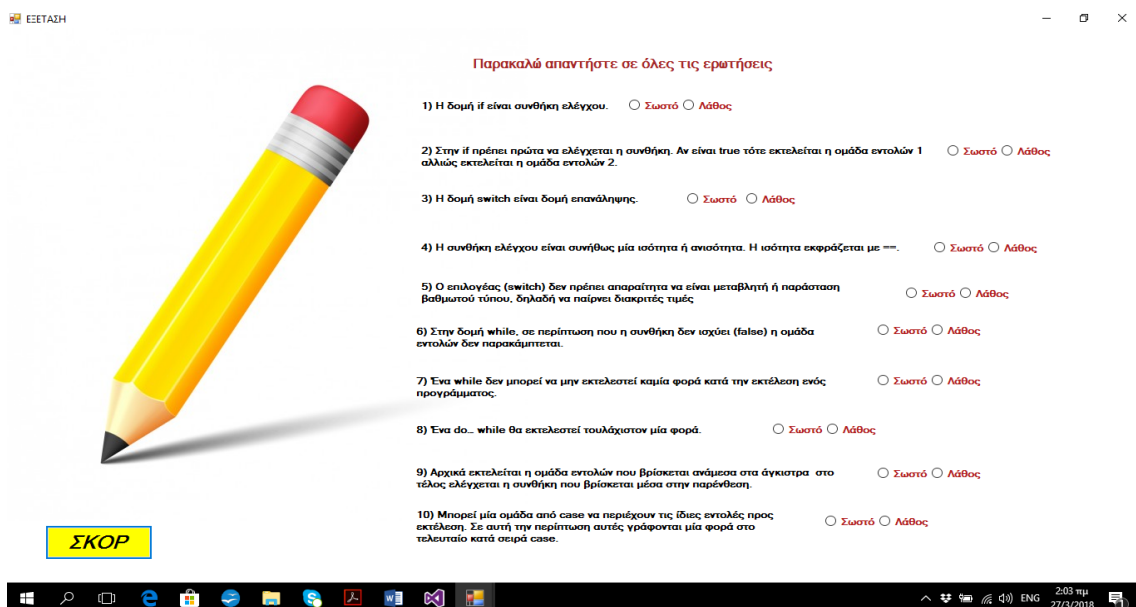 ΕΞΕΤΑΣΗ
Παρακαλώ απαντήστε σε όλες τις ερωτήσεις
1) Η δομή if είναι συνθήκη ελέγχου. Σωστό Λάθος
2) Στην if πρέπει πρώτα να ελέγχεται η συνθήκη. Αν είναι true τότε εκτελείται η ομάδα εντολών 1 Σωστό Λάθος
αλλιώς εκτελείται η ομάδα εντολών 2.
3) Η δομή switch είναι δομή επανάληψης. Σωστό Λάθος
4) Η συνθήκη ελέγχου είναι συνήθως μία ισότητα ή ανισότητα. Η ισότητα εκφράζεται με ==. Σωστό Λάθος
5) Ο επιλογέας (switch) δεν πρέπει απαραίτητα να είναι μεταβλητή ή παράσταση
βαθμωτού τύπου, δηλαδή να παίρνει διακριτές τιμές Σωστό Λάθος
6) Στην δομή while, σε περίπτωση που η συνθήκη δεν ισχύει (false) η ομάδα Σωστό Λάθος
εντολών δεν παρακάμπτεται.
7) Ένα while δεν μπορεί να μην εκτελεστεί καμία φορά κατά την εκτέλεση ενός Σωστό Λάθος
προγράμματος.
8) Ένα do... while θα εκτελεστεί τουλάχιστον μία φορά. Σωστό Λάθος
9) Αρχικά εκτελείται η ομάδα εντολών που βρίσκεται ανάμεσα στα άγκιστρα στο Σωστό Λάθος
τέλος ελέγχεται η συνθήκη που βρίσκεται μέσα στην παρένθεση.
10) Μπορεί μία ομάδα από case να περιέχουν τις ίδιες εντολές προς
εκτέλεση. Σε αυτή την περίπτωση αυτές γράφονται μία φορά στο Σωστό Λάθος
τελευταίο κατά σειρά case.
ΣΚΟΡ
ENG
2:03 πμ
27/3/2018